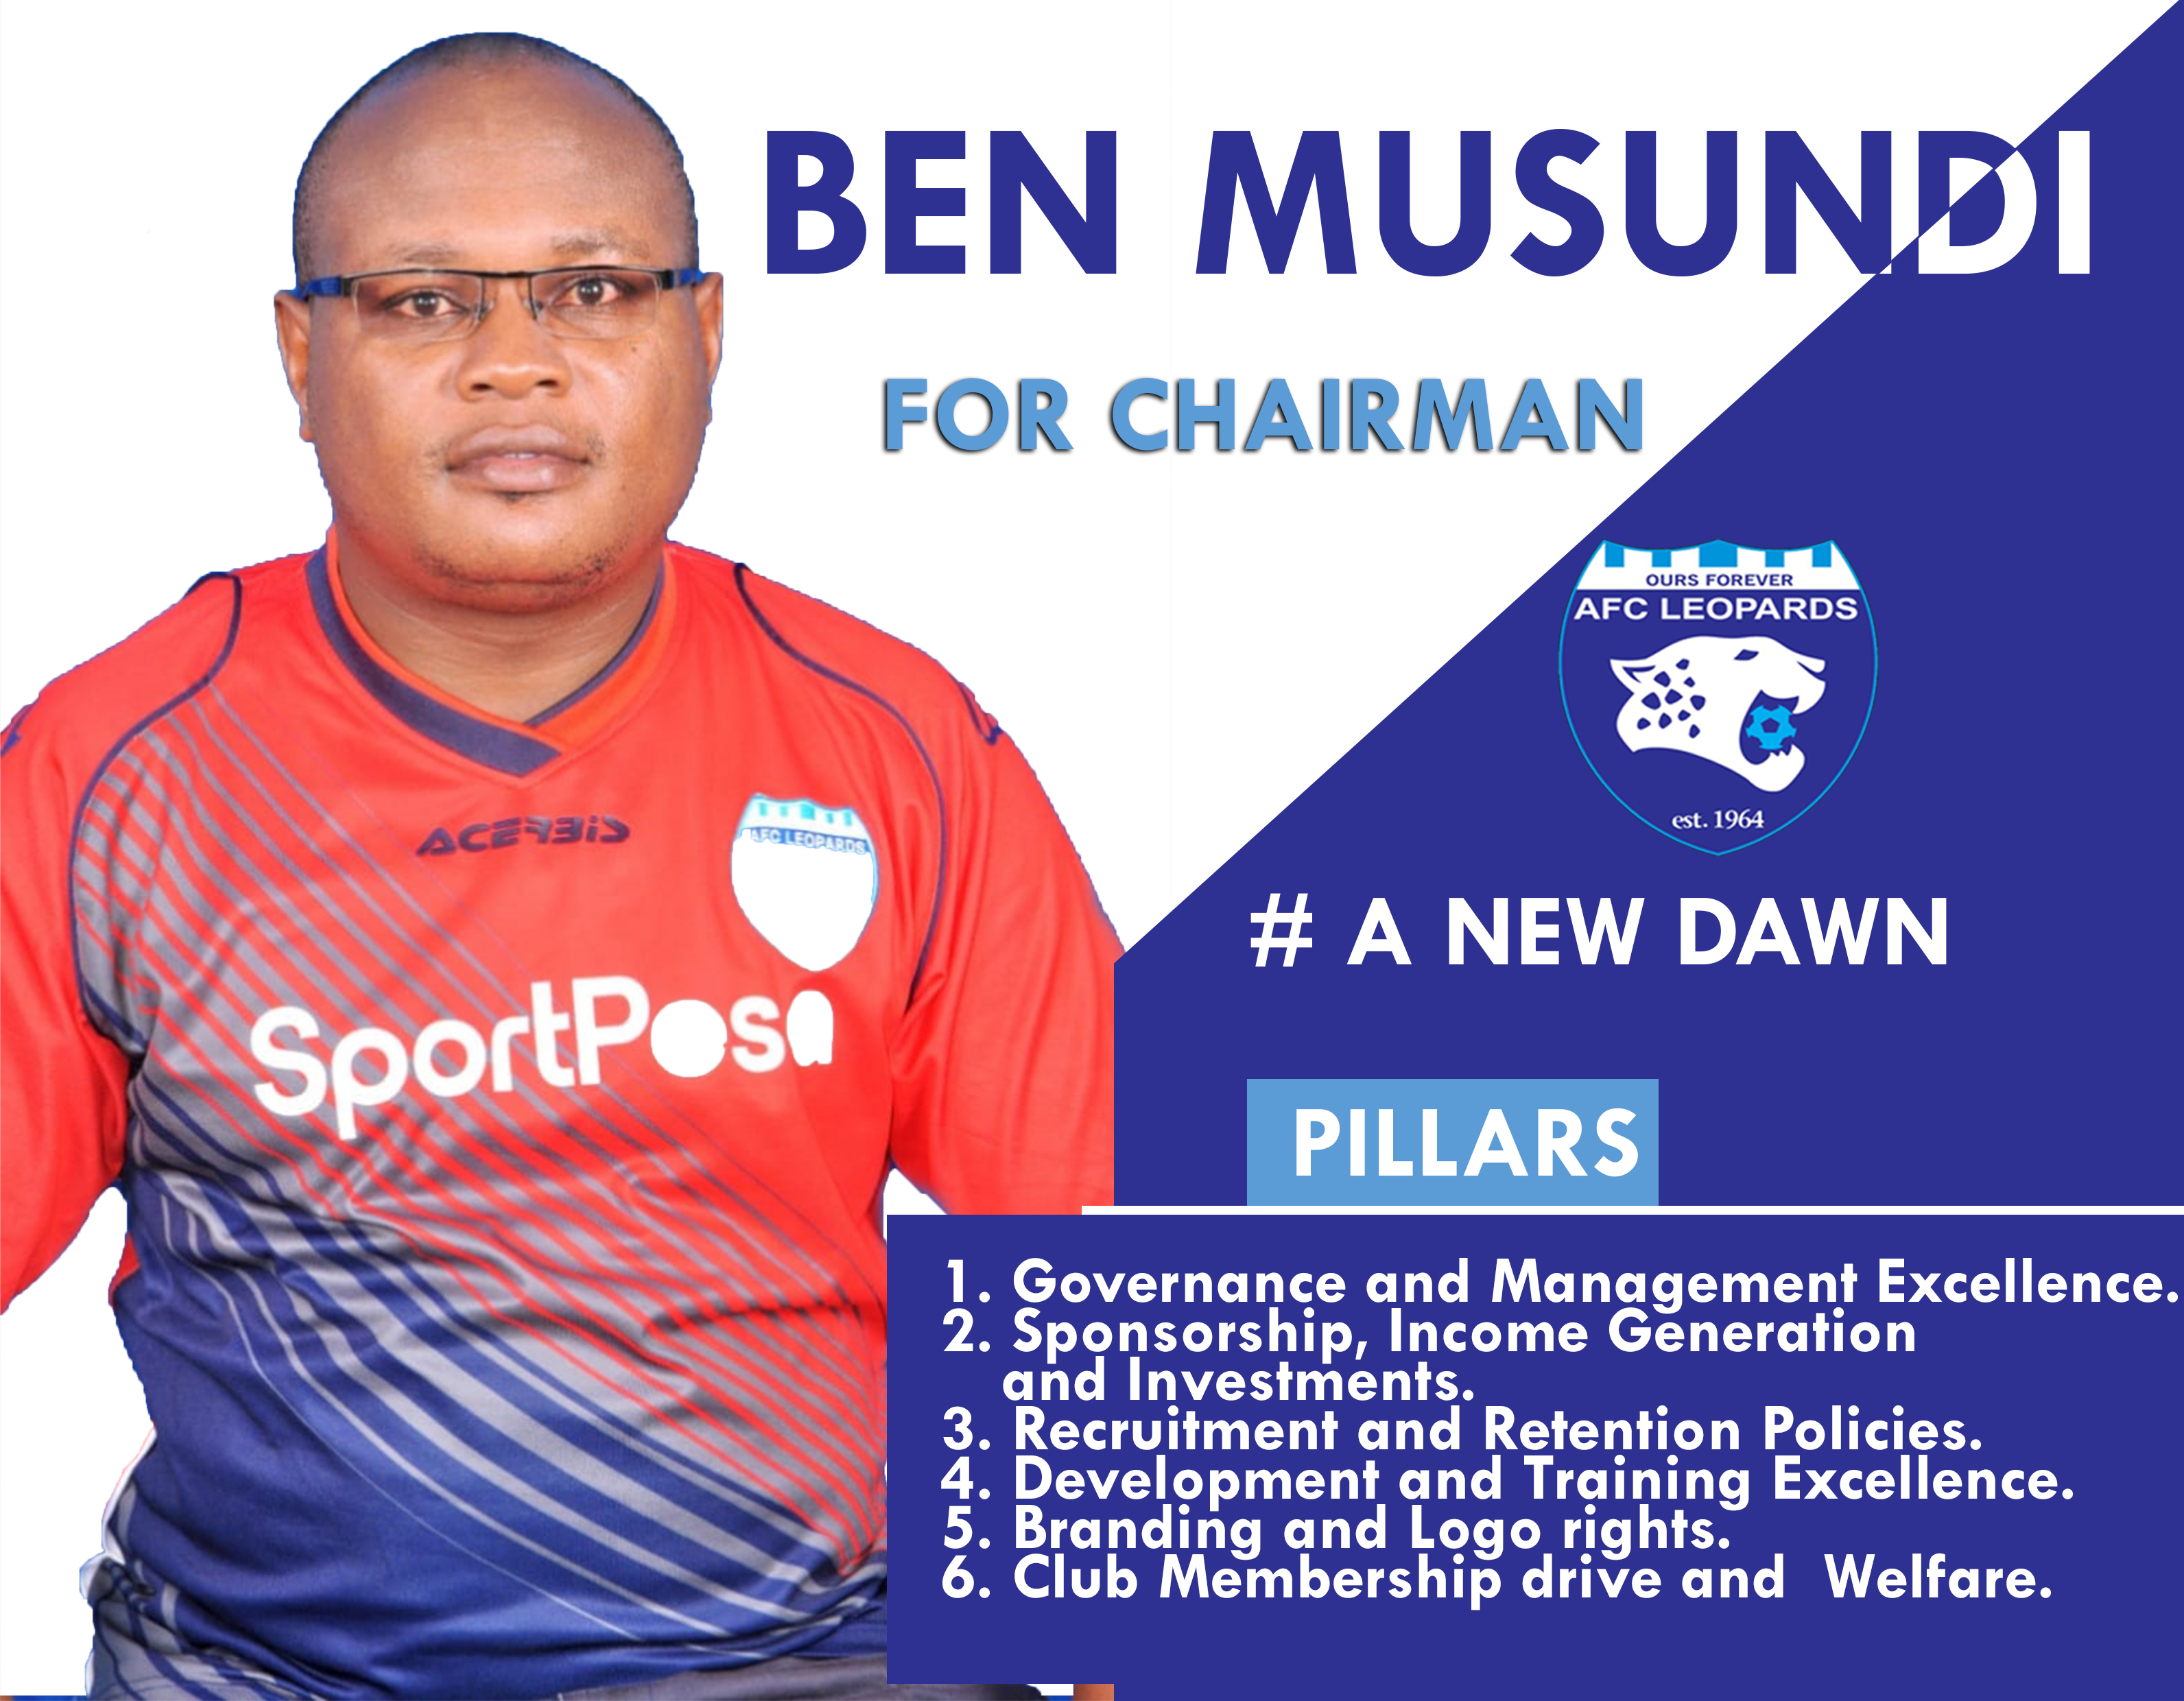 BEN MUSUNDI
FOR CHAIRMAN
OURS FOREVER
AFC LEOPARDS
est. 1964
# A NEW DAWN
ACERBIS
AFC LEOPARDS
SportPesa
PILLARS
1. Governance and Management Excellence.
2. Sponsorship, Income Generation
and Investments.
3. Recruitment and Retention Policies.
4. Development and Training Excellence.
5. Branding and Logo rights.
6. Club Membership drive and  Welfare.